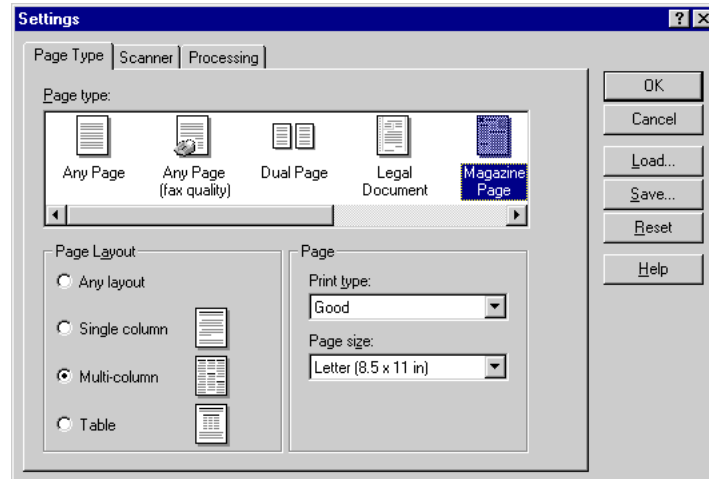 Settings
Page Type Scanner Processing
Page type:
Any Page
Any Page
(fax quality)
Dual Page
Legal
Document
Magazine
Page
OK
Cancel
Load...
Save...
Reset
Help
Page Layout
Any layout
Single column
Multi-column
Table
Page
Print type:
Good
Page size:
Letter (8.5 x 11 in)